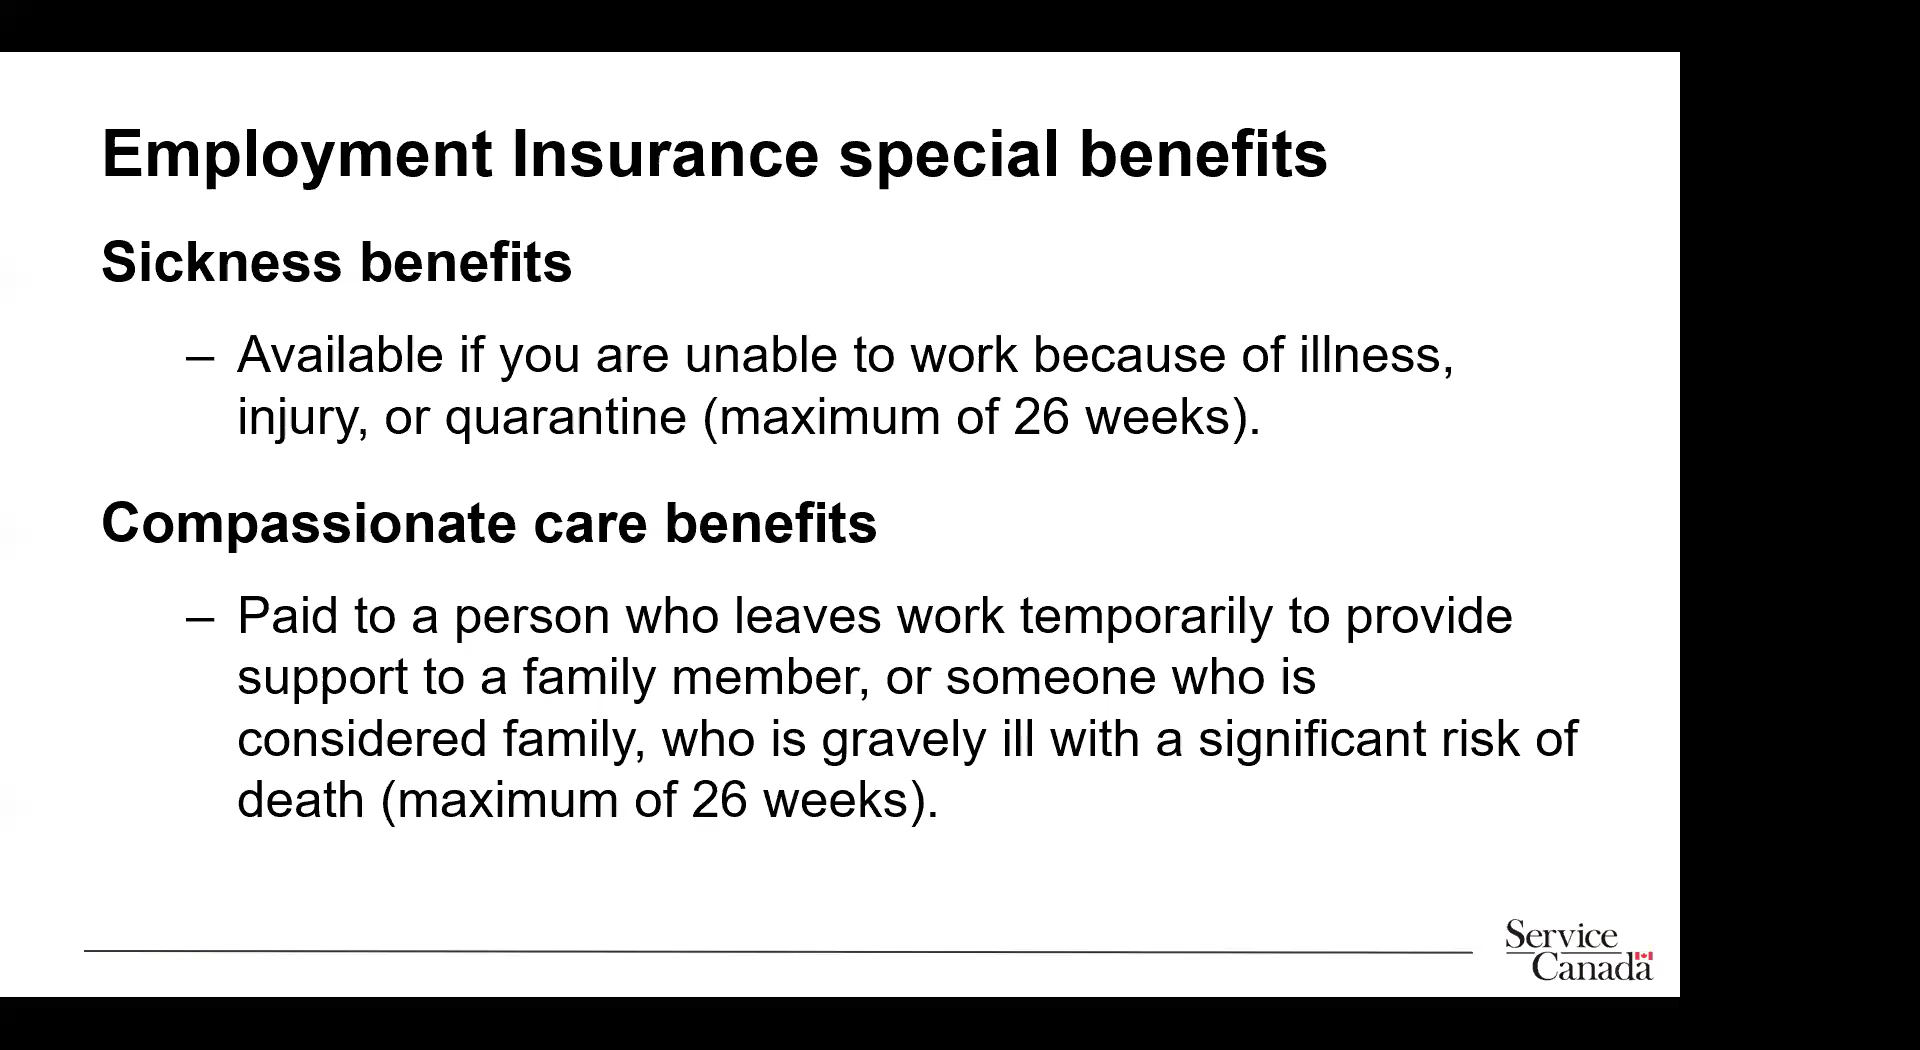 Employment Insurance special benefits
Sickness benefits
– Available if you are unable to work because of illness,
injury, or quarantine (maximum of 26 weeks).
Compassionate care benefits
– Paid to a person who leaves work temporarily to provide
support to a family member, or someone who is
considered family, who is gravely ill with a significant risk of
death (maximum of 26 weeks).
Service
Canada